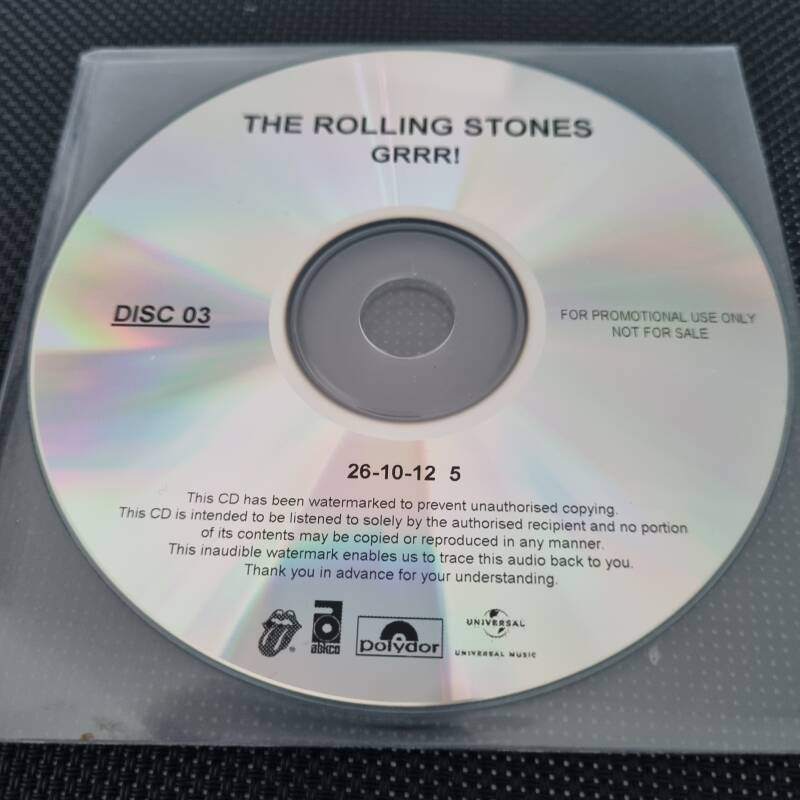 THE ROLLING STONES
GRRR!
DISC 03
FOR PROMOTIONAL USE ONLY
NOT FOR SALE
26-10-12 5
This CD has been watermarked to prevent unauthorised copying.
This CD is intended to be listened to solely by the authorised recipient and no portion
of its contents may be copied or reproduced in any manner.
This inaudible watermark enables us to trace this audio back to you.
Thank you in advance for your understanding.
abkco
polydor
UNIVERSAL
UNIVERSAL MUSIC